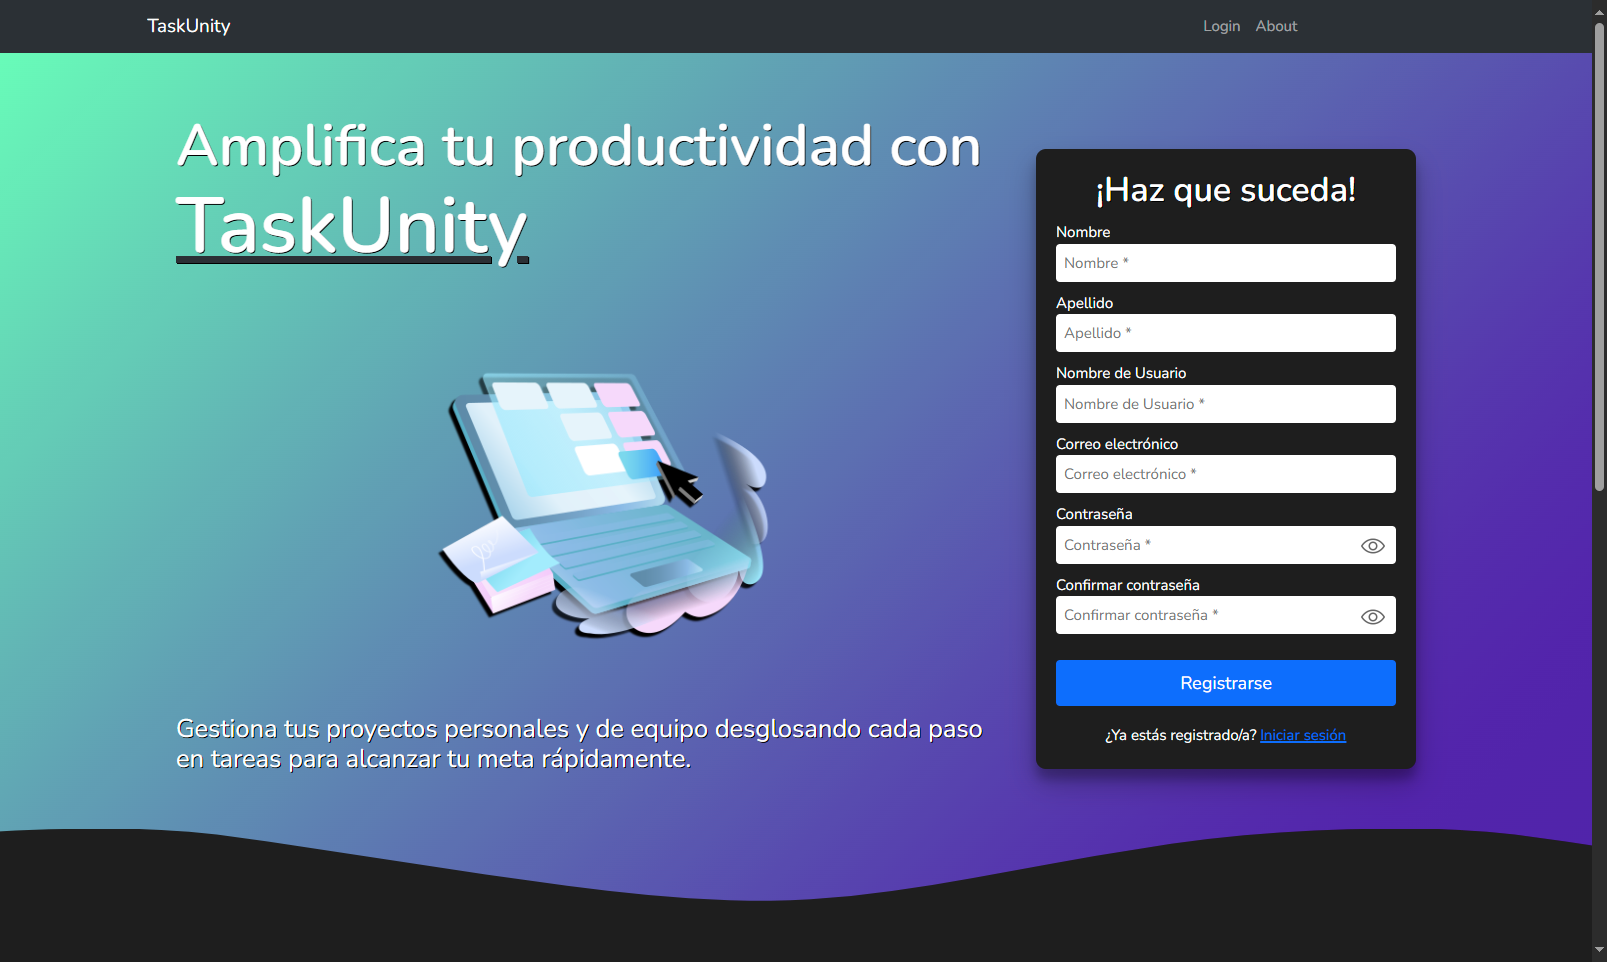 TaskUnity
Login
About
Amplifica tu productividad con
TaskUnity
Gestiona tus proyectos personales y de equipo desglosando cada paso
en tareas para alcanzar tu meta rápidamente.
¡Haz que suceda!
Nombre
Nombre *
Apellido
Apellido *
Nombre de Usuario
Nombre de Usuario *
Correo electrónico
Correo electrónico *
Contraseña
Contraseña *
Confirmar contraseña
Confirmar contraseña *
Registrarse
¿Ya estás registrado/a? Iniciar sesión